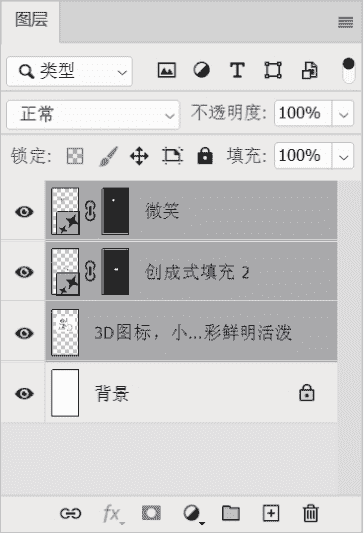 图层
类型 T
正常 不透明度: 100%
锁定: 填充: 100%
微笑
创成式填充 2
3D图标，小...彩鲜明活泼
背景
fx